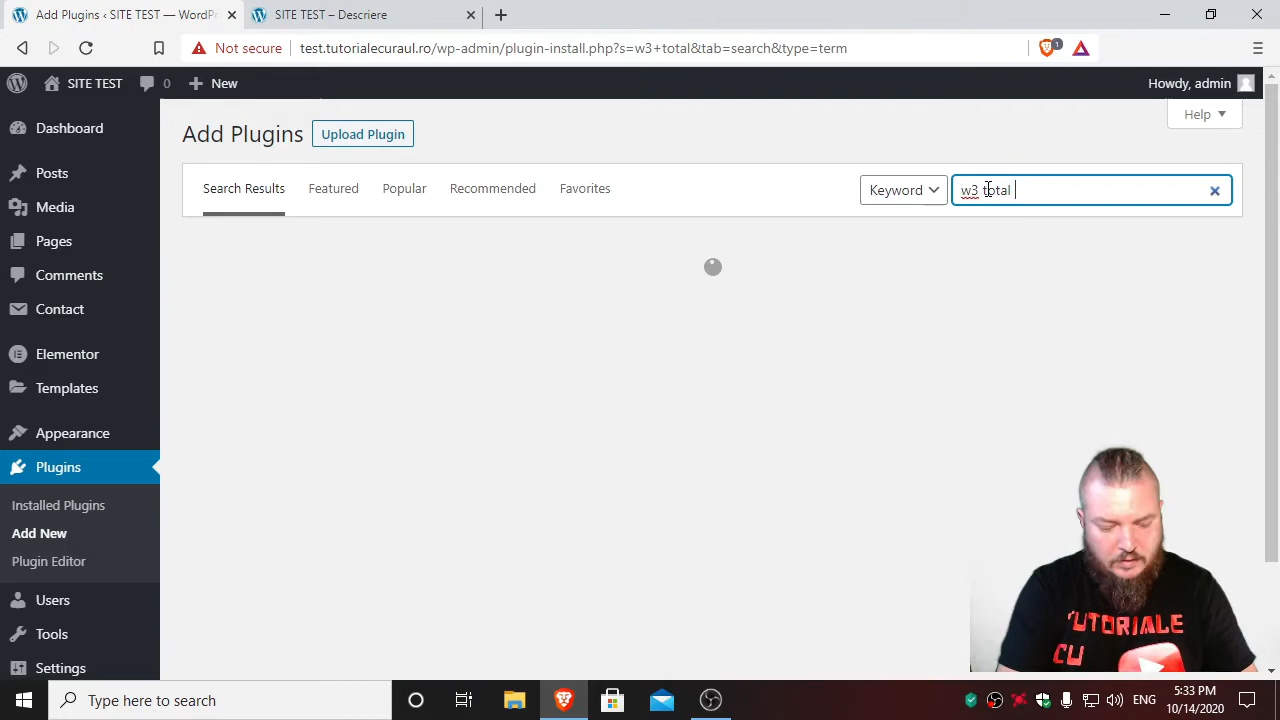 Add Plugins ‹ SITE TEST — WordPr
SITE TEST – Descriere
Not secure
test.tutorialecuraul.ro/wp-admin/plugin-install.php?s=w3+total&tab=search&type=term
1
SITE TEST
0
New
Howdy, admin
Help
Add Plugins
Upload Plugin
Search Results
Featured
Popular
Recommended
Favorites
Keyword
w3 total
Dashboard
Posts
Media
Pages
Comments
Contact
Elementor
Templates
Appearance
Plugins
Installed Plugins
Add New
Plugin Editor
Users
Tools
Settings
TUTORIALE
CU
Type here to search
ENG
5:33 PM
10/14/2020